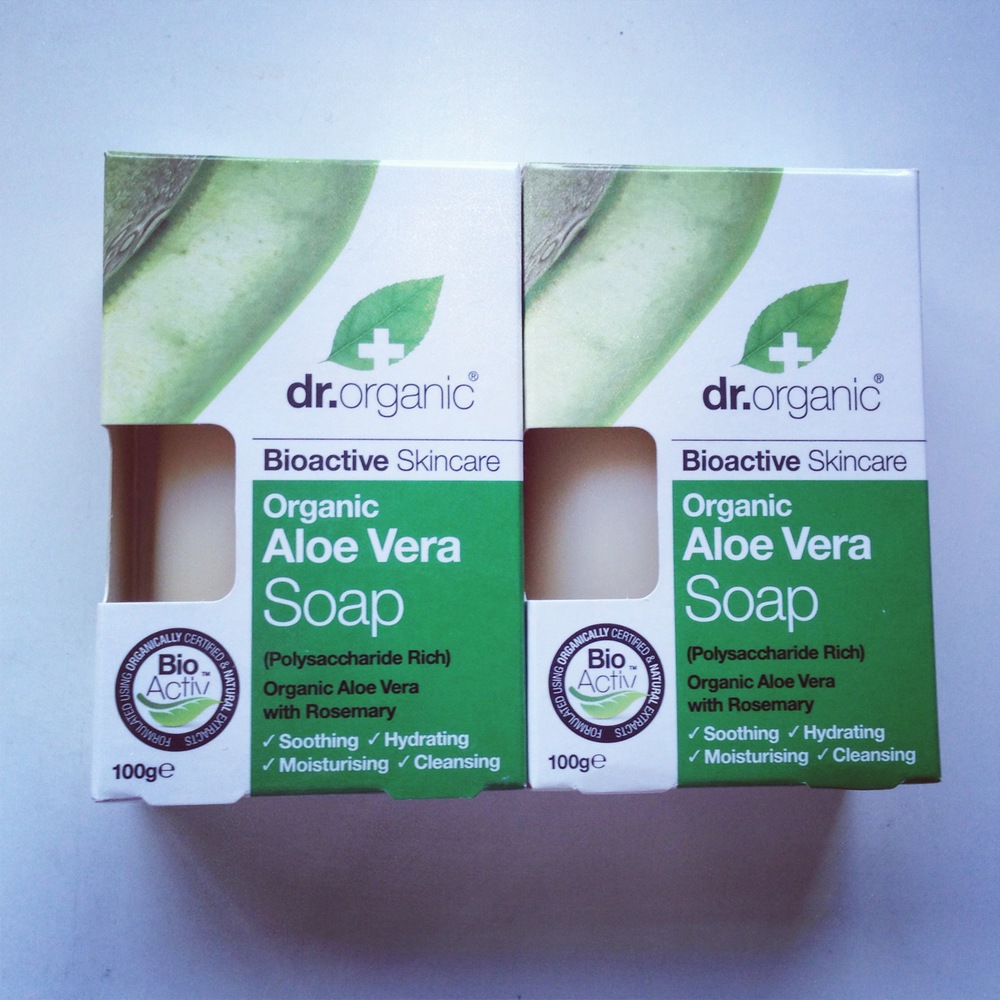 dr.organic®
Bioactive Skincare
Organic
Aloe Vera
Soap
(Polysaccharide Rich)
Organic Aloe Vera
with Rosemary
✓ Soothing ✓ Hydrating
✓ Moisturising ✓ Cleansing
FORMULATED USING ORGANICALLY CERTIFIED & NATURAL EXTRACTS
Bio
Activ™
100g℮
dr.organic®
Bioactive Skincare
Organic
Aloe Vera
Soap
(Polysaccharide Rich)
Organic Aloe Vera
with Rosemary
✓ Soothing ✓ Hydrating
✓ Moisturising ✓ Cleansing
FORMULATED USING ORGANICALLY CERTIFIED & NATURAL EXTRACTS
Bio
Activ™
100g℮